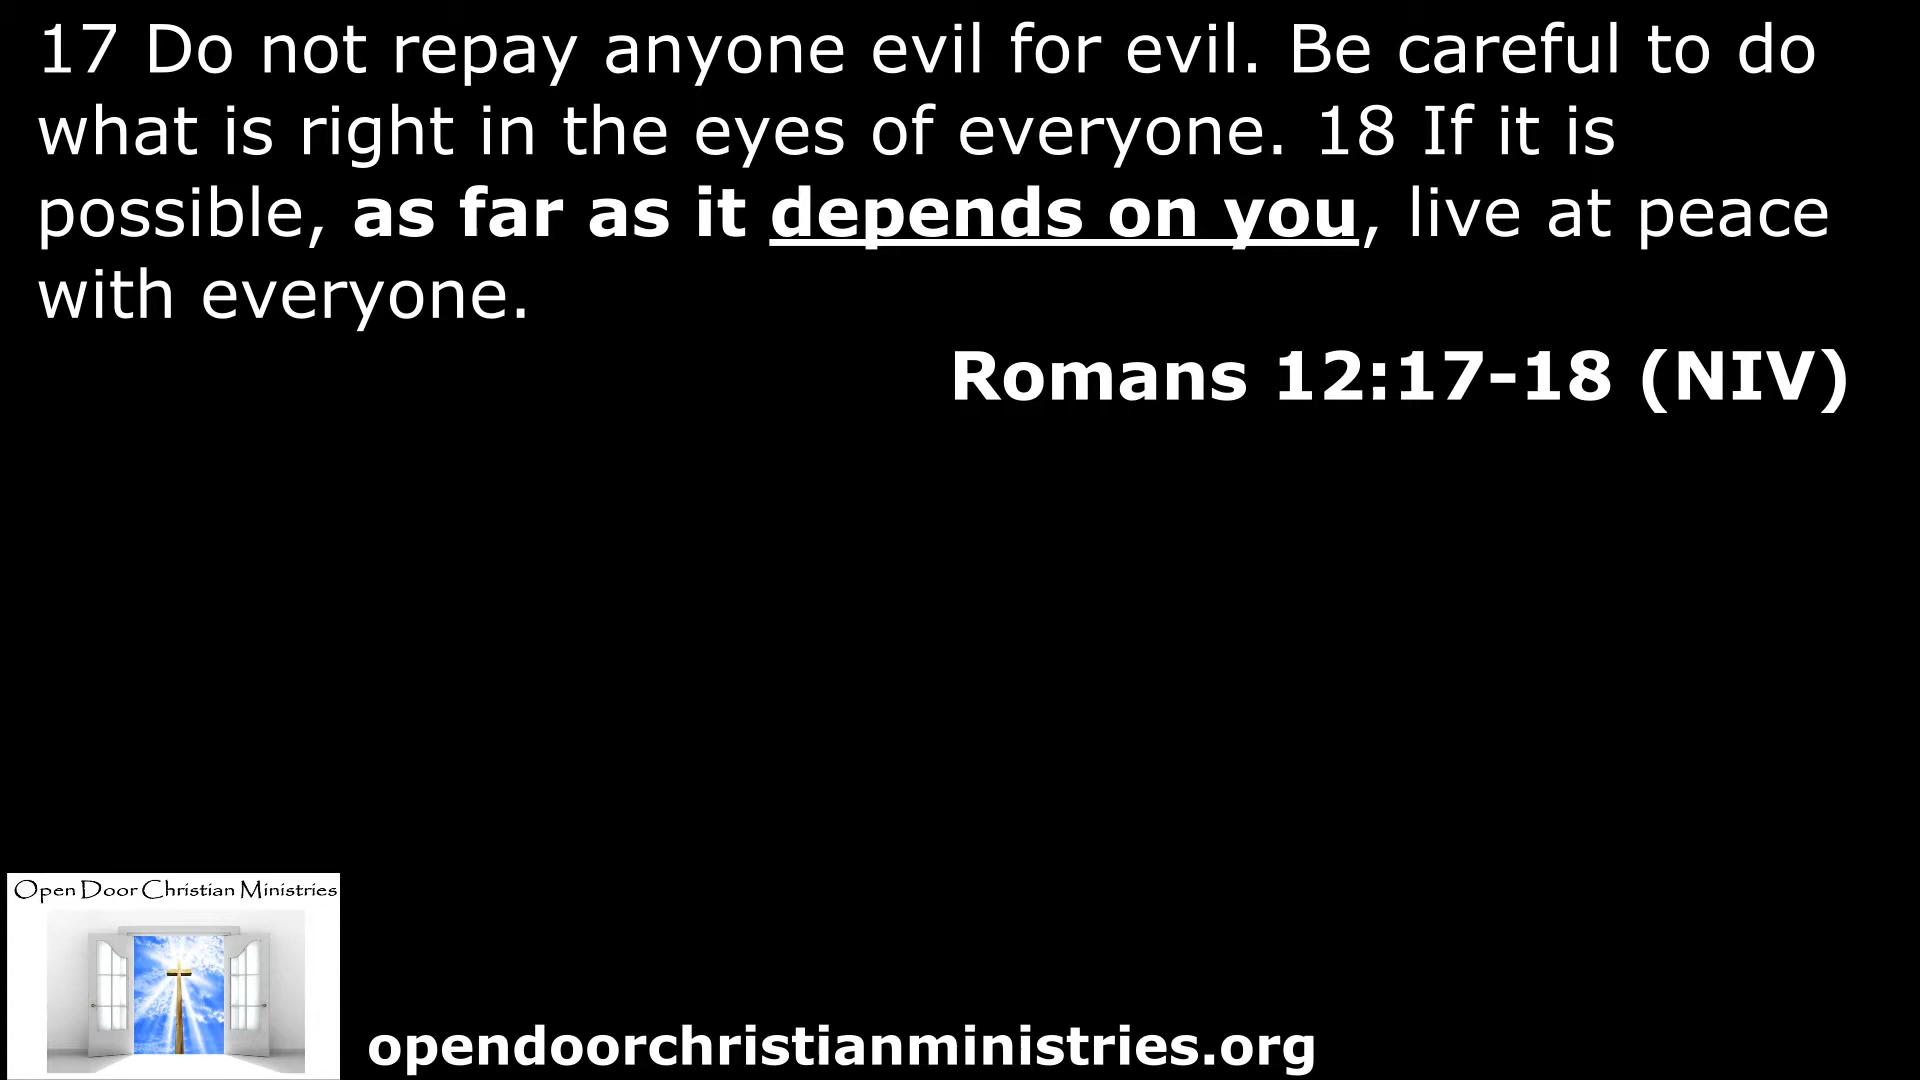 17 Do not repay anyone evil for evil. Be careful to do
what is right in the eyes of everyone. 18 If it is
possible, as far as it depends on you, live at peace
with everyone.
Romans 12:17-18 (NIV)
Open Door Christian Ministries
opendoorchristianministries.org